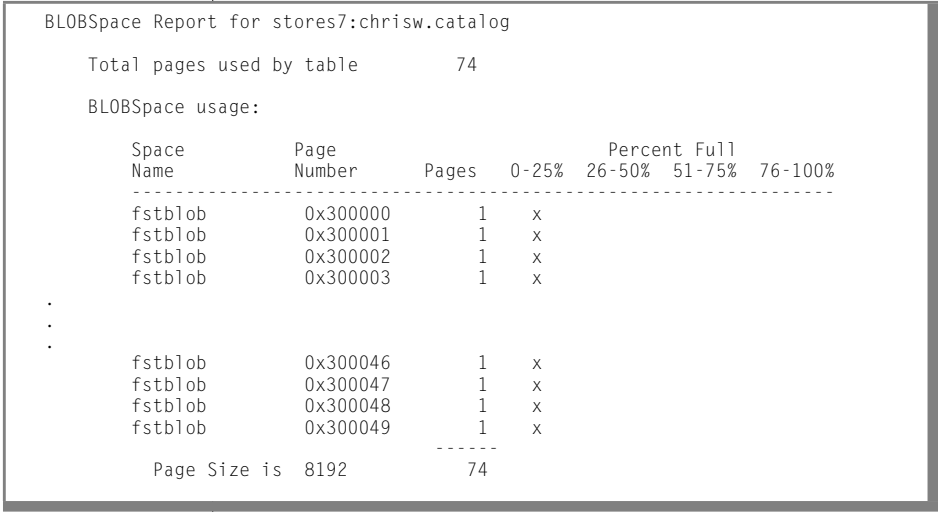 BLOBSpace Report for stores7:chrisw.catalog
Total pages used by table 74
BLOBSpace usage:
Space Page Percent Full
Name Number Pages 0-25% 26-50% 51-75% 76-100%
------------------------------------------------------------------
fstblob 0x300000 1 x
fstblob 0x300001 1 x
fstblob 0x300002 1 x
fstblob 0x300003 1 x
.
.
.
fstblob 0x300046 1 x
fstblob 0x300047 1 x
fstblob 0x300048 1 x
fstblob 0x300049 1 x
------
Page Size is 8192 74